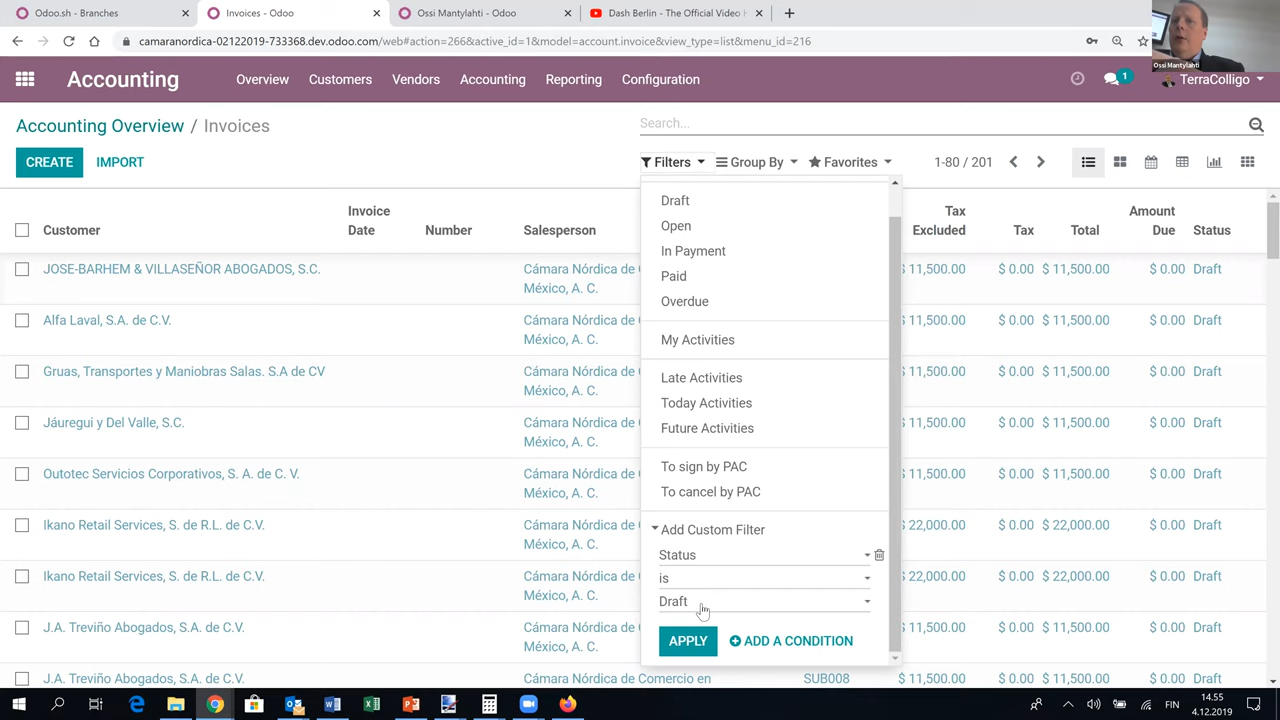 Odoo.sh - Branches
Invoices - Odoo
Ossi Mantylahti - Odoo
Dash Berlin - The Official Video
camaranordica-02122019-733368.dev.odoo.com/web#action=266&active_id=1&model=account.invoice&view_type=list&menu_id=216
Ossi Mantylahti
Accounting
Overview
Customers
Vendors
Accounting
Reporting
Configuration
1
TerraColligo
Accounting Overview / Invoices
Search...
CREATE
IMPORT
Filters
Group By
Favorites
1-80 / 201
Customer
Invoice
Date
Number
Salesperson
Tax
Excluded
Tax
Total
Amount
Due
Status
JOSE-BARHEM & VILLASEÑOR ABOGADOS, S.C.
Cámara Nórdica de
México, A. C.
$ 11,500.00
$ 0.00
$ 11,500.00
$ 0.00
Draft
Alfa Laval, S.A. de C.V.
Cámara Nórdica de
México, A. C.
$ 11,500.00
$ 0.00
$ 11,500.00
$ 0.00
Draft
Gruas, Transportes y Maniobras Salas. S.A de CV
Cámara Nórdica de
México, A. C.
$ 11,500.00
$ 0.00
$ 11,500.00
$ 0.00
Draft
Jáuregui y Del Valle, S.C.
Cámara Nórdica de
México, A. C.
$ 11,500.00
$ 0.00
$ 11,500.00
$ 0.00
Draft
Outotec Servicios Corporativos, S. A. de C. V.
Cámara Nórdica de
México, A. C.
$ 11,500.00
$ 0.00
$ 11,500.00
$ 0.00
Draft
Ikano Retail Services, S. de R.L. de C.V.
Cámara Nórdica de
México, A. C.
$ 22,000.00
$ 0.00
$ 22,000.00
$ 0.00
Draft
Ikano Retail Services, S. de R.L. de C.V.
Cámara Nórdica de
México, A. C.
$ 11,500.00
$ 0.00
$ 11,500.00
$ 0.00
Draft
J.A. Treviño Abogados, S.A. de C.V.
Cámara Nórdica de
México, A. C.
$ 11,500.00
$ 0.00
$ 11,500.00
$ 0.00
Draft
J.A. Treviño Abogados, S.A. de C.V.
Cámara Nórdica de Comercio en
SUB008
$ 11,500.00
$ 0.00
$ 11,500.00
$ 0.00
Draft
Draft
Open
In Payment
Paid
Overdue
My Activities
Late Activities
Today Activities
Future Activities
To sign by PAC
To cancel by PAC
Add Custom Filter
Status
is
Draft
APPLY
ADD A CONDITION
FIN
14.55
4.12.2019